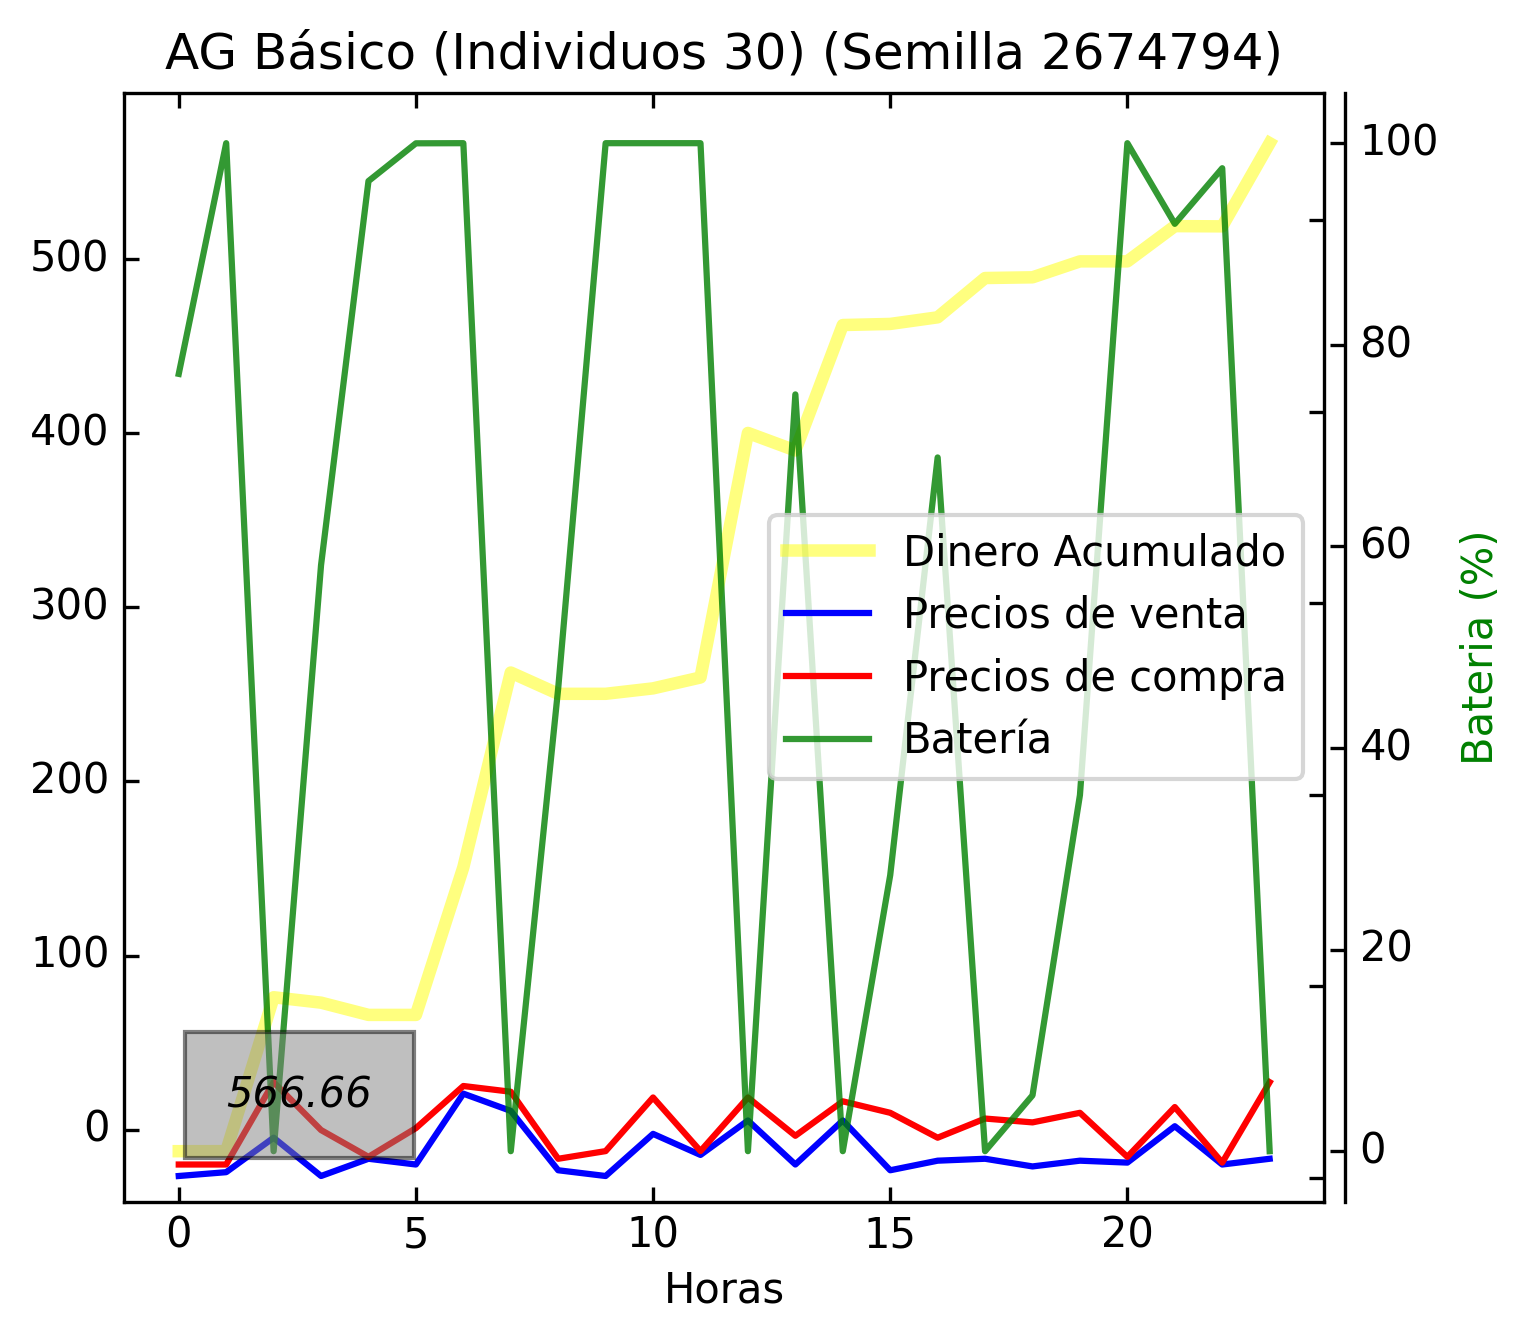 AG Básico (Individuos 30) (Semilla 2674794)
500
400
300
200
100
0
100
80
60
40
20
0
Bateria (%)
Dinero Acumulado
Precios de venta
Precios de compra
Batería
566.66
0 5 10 15 20
Horas